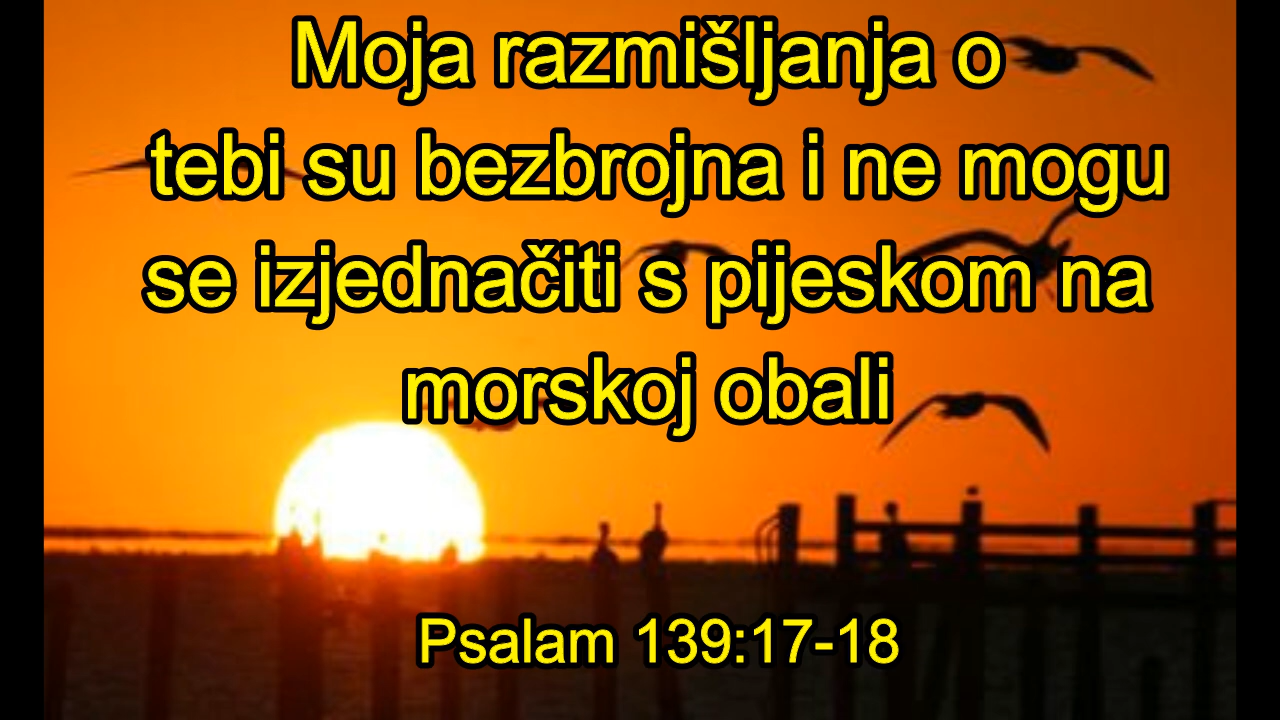 Moja razmišljanja o
tebi su bezbrojna i ne mogu
se izjednačiti s pijeskom na
morskoj obali
Psalam 139:17-18